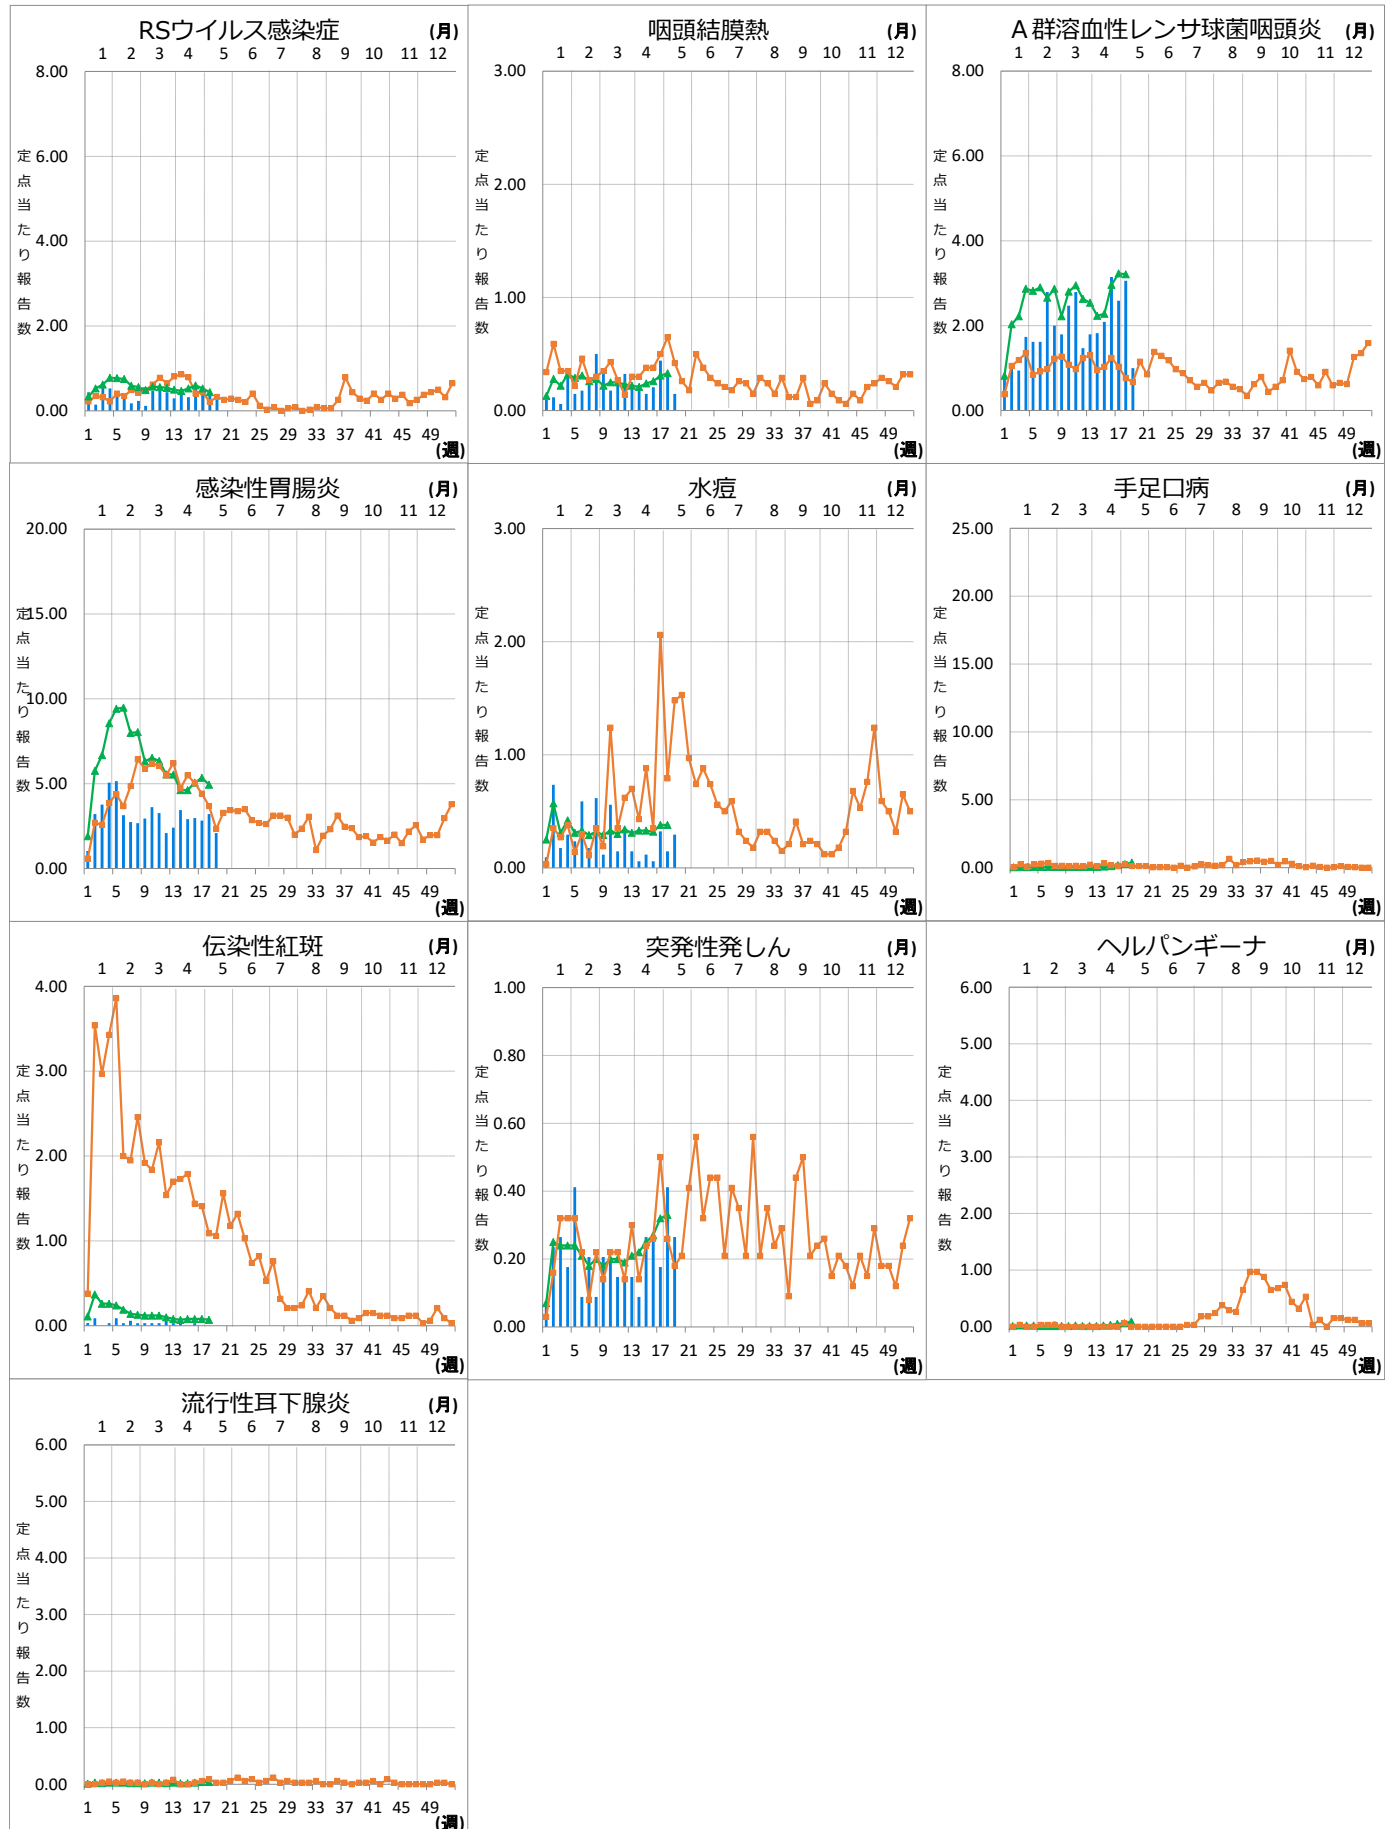 RSウイルス感染症 (月)
1 2 3 4 5 6 7 8 9 10 11 12
8.00
6.00
4.00
2.00
0.00
定点当たり報告数
1 5 9 13 17 21 25 29 33 37 41 45 49
(週)
咽頭結膜熱 (月)
1 2 3 4 5 6 7 8 9 10 11 12
3.00
2.00
1.00
0.00
定点当たり報告数
1 5 9 13 17 21 25 29 33 37 41 45 49
(週)
A群溶血性レンサ球菌咽頭炎 (月)
1 2 3 4 5 6 7 8 9 10 11 12
8.00
6.00
4.00
2.00
0.00
定点当たり報告数
1 5 9 13 17 21 25 29 33 37 41 45 49
(週)
感染性胃腸炎 (月)
1 2 3 4 5 6 7 8 9 10 11 12
20.00
15.00
10.00
5.00
0.00
定点当たり報告数
1 5 9 13 17 21 25 29 33 37 41 45 49
(週)
水痘 (月)
1 2 3 4 5 6 7 8 9 10 11 12
3.00
2.00
1.00
0.00
定点当たり報告数
1 5 9 13 17 21 25 29 33 37 41 45 49
(週)
手足口病 (月)
1 2 3 4 5 6 7 8 9 10 11 12
25.00
20.00
15.00
10.00
5.00
0.00
定点当たり報告数
1 5 9 13 17 21 25 29 33 37 41 45 49
(週)
伝染性紅斑 (月)
1 2 3 4 5 6 7 8 9 10 11 12
4.00
3.00
2.00
1.00
0.00
定点当たり報告数
1 5 9 13 17 21 25 29 33 37 41 45 49
(週)
突発性発しん (月)
1 2 3 4 5 6 7 8 9 10 11 12
1.00
0.80
0.60
0.40
0.20
0.00
定点当たり報告数
1 5 9 13 17 21 25 29 33 37 41 45 49
(週)
ヘルパンギーナ (月)
1 2 3 4 5 6 7 8 9 10 11 12
6.00
5.00
4.00
3.00
2.00
1.00
0.00
定点当たり報告数
1 5 9 13 17 21 25 29 33 37 41 45 49
(週)
流行性耳下腺炎 (月)
1 2 3 4 5 6 7 8 9 10 11 12
6.00
5.00
4.00
3.00
2.00
1.00
0.00
定点当たり報告数
1 5 9 13 17 21 25 29 33 37 41 45 49
(週)